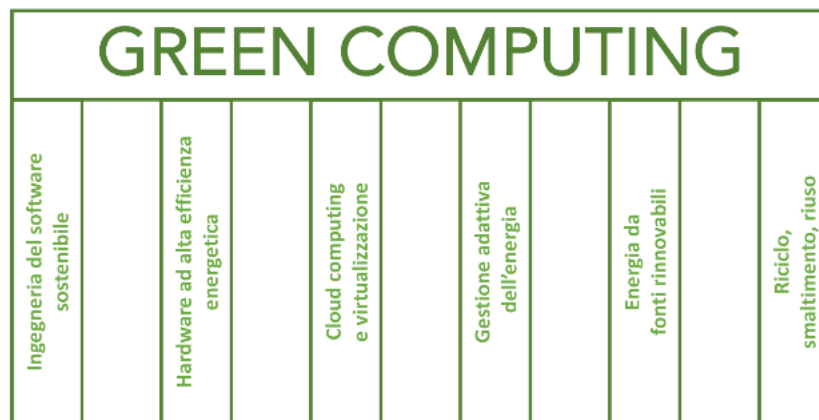 GREEN COMPUTING
Ingegneria del software
sostenibile
Hardware ad alta efficienza
energetica
Cloud computing
e virtualizzazione
Gestione adattiva
dell'energia
Energia da
fonti rinnovabili
Riciclo,
smaltimento, riuso